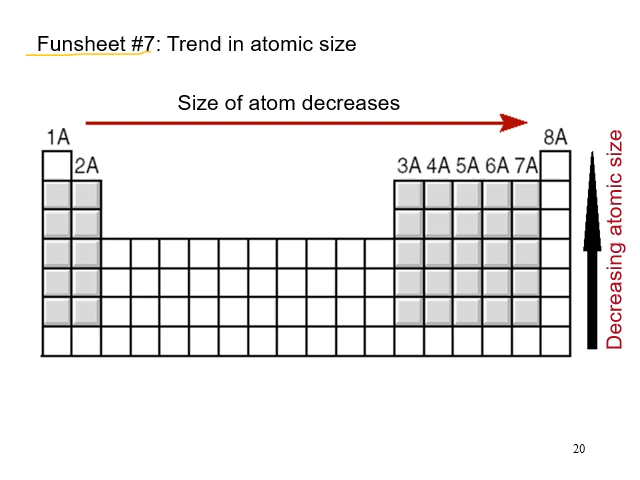 Funsheet #7: Trend in atomic size
Size of atom decreases
1A
8A
2A
3A 4A 5A 6A 7A
Decreasing atomic size
20